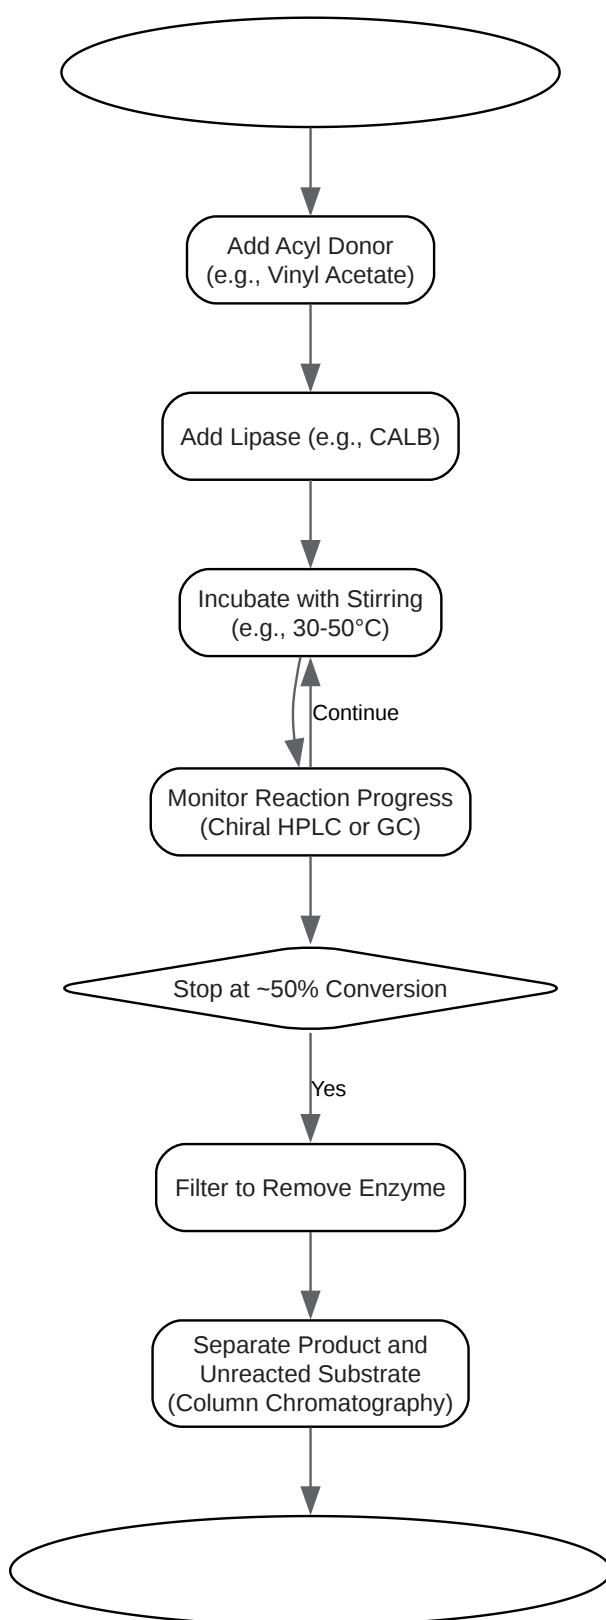 Add Acyl Donor
(e.g., Vinyl Acetate)
Add Lipase (e.g., CALB)
Incubate with Stirring
(e.g., 30-50°C)
Continue
Monitor Reaction Progress
(Chiral HPLC or GC)
Stop at ~50% Conversion
Yes
Filter to Remove Enzyme
Separate Product and
Unreacted Substrate
(Column Chromatography)